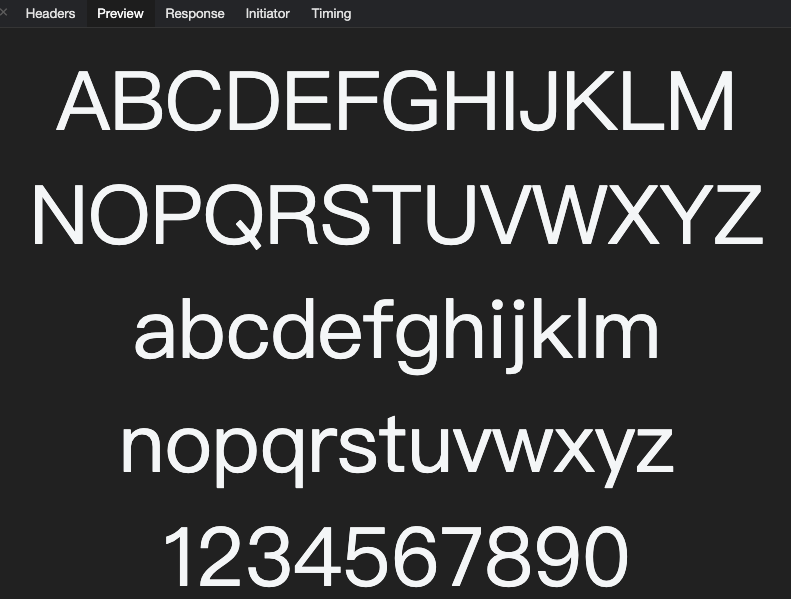 Headers Preview Response Initiator Timing
ABCDEFGHIJKLM
NOPQRSTUVWXYZ
abcdefghijklm
nopqrstuvwxyz
1234567890